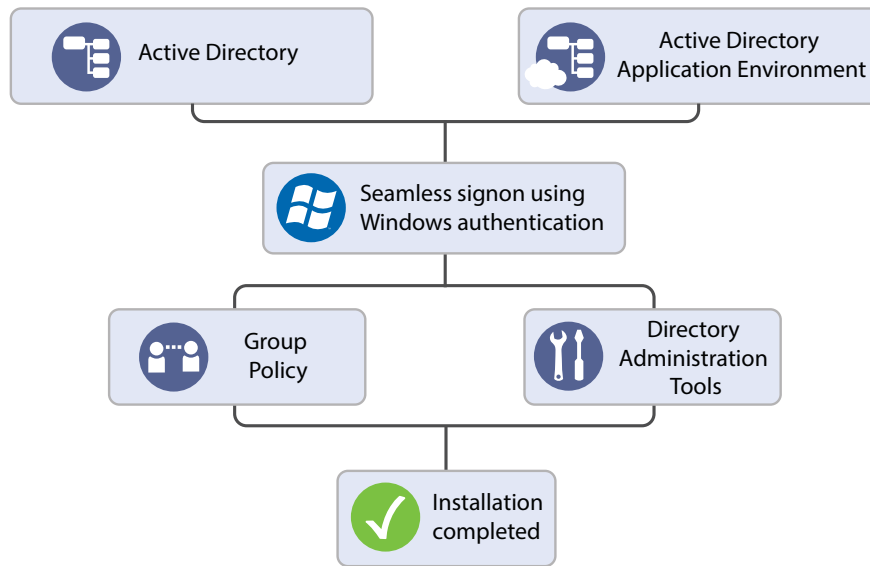 Active Directory
Active Directory
Application Environment
Seamless signon using
Windows authentication
Group
Policy
Directory
Administration
Tools
Installation
completed